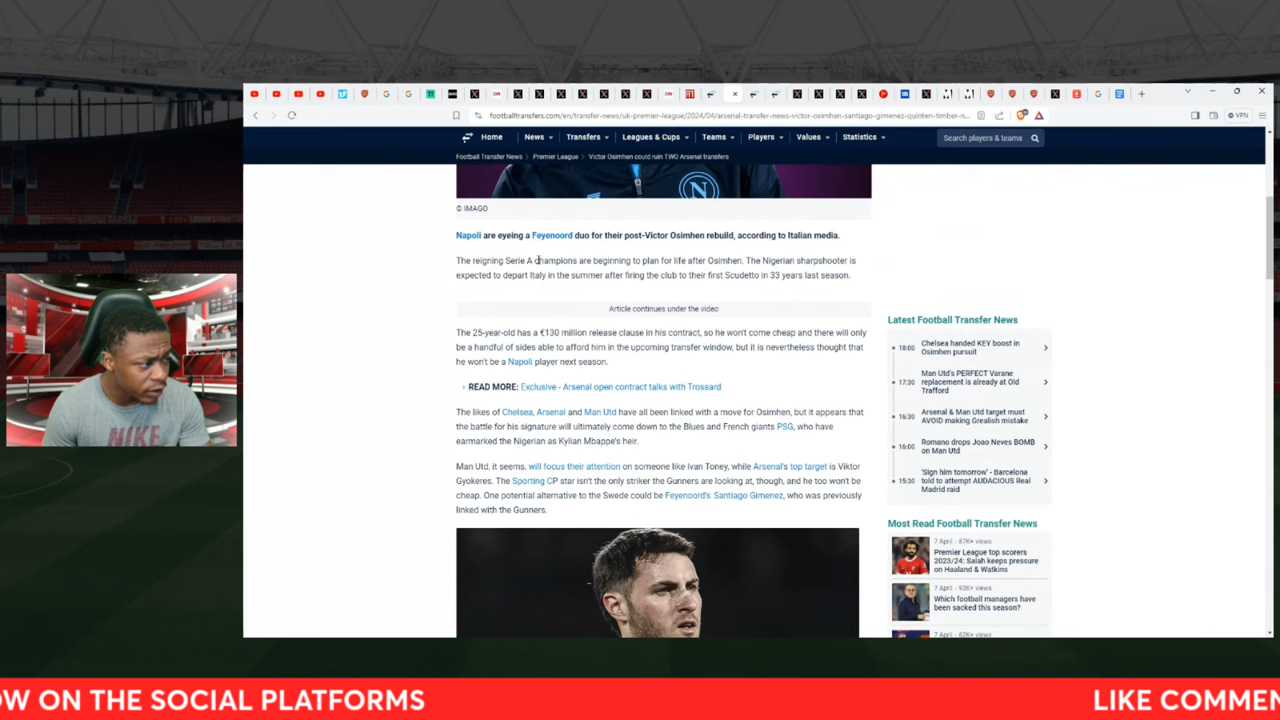 footballtransfers.com/en/transfer-news/uk-premier-league/2024/04/arsenal-transfer-news-victor-osimhen-santiago-gimenez-quinten-timber-n...
VPN
Home
News
Transfers
Leagues & Cups
Teams
Players
Values
Statistics
Search players & teams
Football Transfer News
Premier League
Victor Osimhen could ruin TWO Arsenal transfers
N
© IMAGO
Napoli are eyeing a Feyenoord duo for their post-Victor Osimhen rebuild, according to Italian media.
The reigning Serie A champions are beginning to plan for life after Osimhen. The Nigerian sharpshooter is
expected to depart Italy in the summer after firing the club to their first Scudetto in 33 years last season.
Article continues under the video
The 25-year-old has a €130 million release clause in his contract, so he won't come cheap and there will only
be a handful of sides able to afford him in the upcoming transfer window, but it is nevertheless thought that
he won't be a Napoli player next season.
READ MORE: Exclusive - Arsenal open contract talks with Trossard
The likes of Chelsea, Arsenal and Man Utd have all been linked with a move for Osimhen, but it appears that
the battle for his signature will ultimately come down to the Blues and French giants PSG, who have
earmarked the Nigerian as Kylian Mbappe's heir.
Man Utd, it seems, will focus their attention on someone like Ivan Toney, while Arsenal's top target is Viktor
Gyokeres. The Sporting CP star isn't the only striker the Gunners are looking at, though, and he too won't be
cheap. One potential alternative to the Swede could be Feyenoord's Santiago Gimenez, who was previously
linked with the Gunners.
Latest Football Transfer News
18:00 Chelsea handed KEY boost in
Osimhen pursuit
17:30 Man Utd's PERFECT Varane
replacement is already at Old
Trafford
16:30 Arsenal & Man Utd target must
AVOID making Grealish mistake
16:00 Romano drops Joao Neves BOMB
on Man Utd
15:30 'Sign him tomorrow' - Barcelona
told to attempt AUDACIOUS Real
Madrid raid
Most Read Football Transfer News
7 April - 87K+ views
Premier League top scorers
2023/24: Salah keeps pressure
on Haaland & Watkins
7 April - 93K+ views
Which football managers have
been sacked this season?
7 April - 62K+ views
NIKE
OW ON THE SOCIAL PLATFORMS
LIKE COMMEN